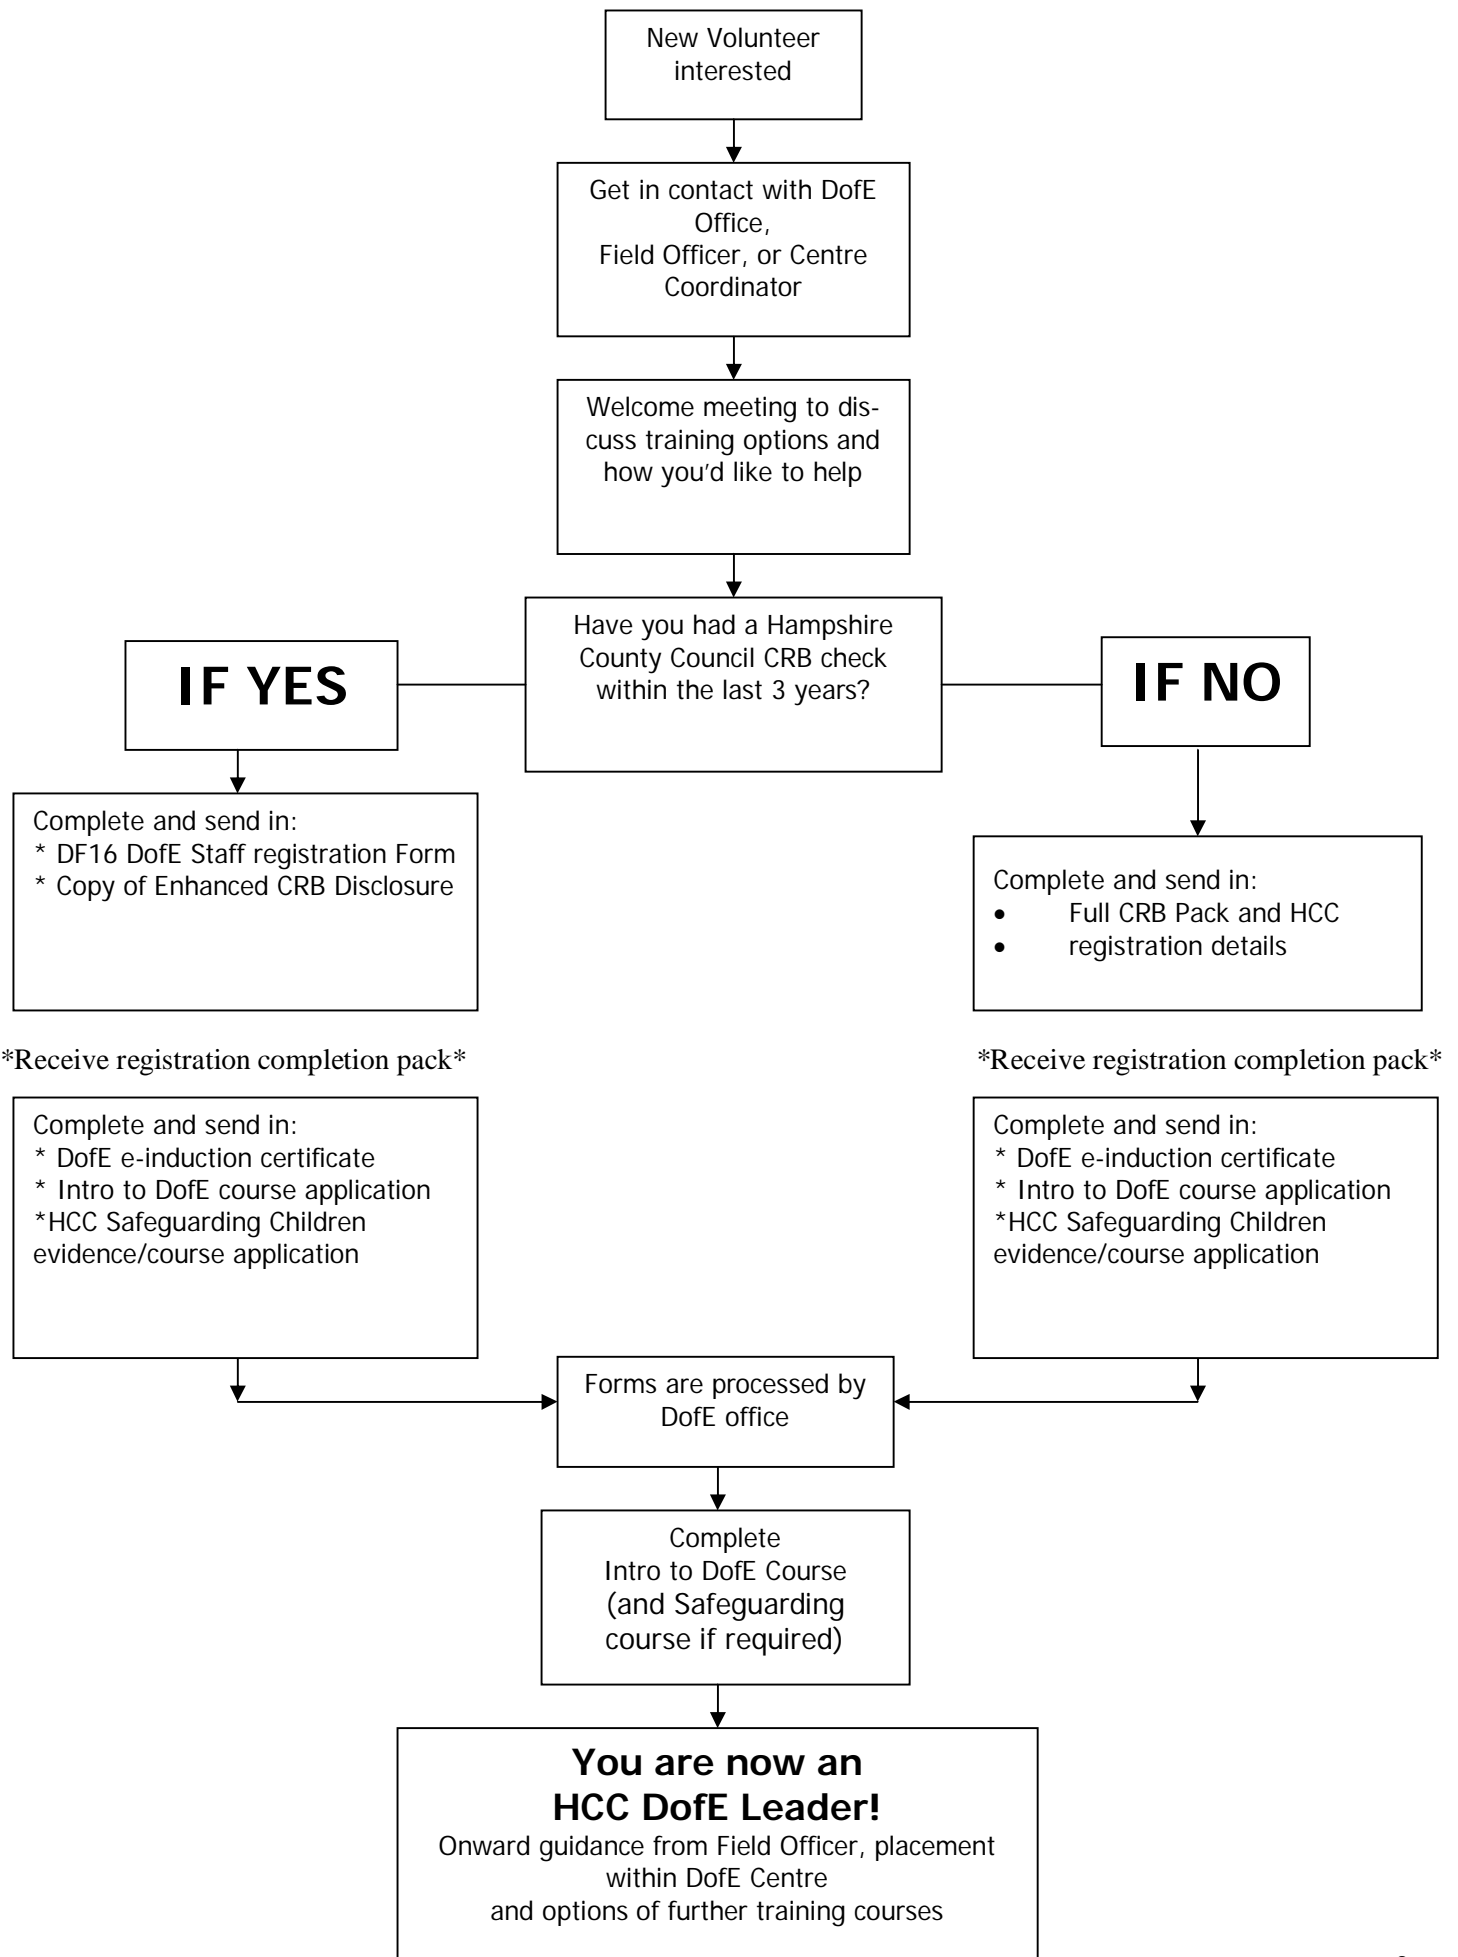 New Volunteer
interested
Get in contact with DofE
Office,
Field Officer, or Centre
Coordinator
Welcome meeting to dis-
cuss training options and
how you'd like to help
Have you had a Hampshire
County Council CRB check
within the last 3 years?
IF YES
IF NO
Complete and send in:
* DF16 DofE Staff registration Form
* Copy of Enhanced CRB Disclosure
Complete and send in:
• Full CRB Pack and HCC
• registration details
*Receive registration completion pack*
*Receive registration completion pack*
Complete and send in:
* DofE e-induction certificate
* Intro to DofE course application
*HCC Safeguarding Children
evidence/course application
Complete and send in:
* DofE e-induction certificate
* Intro to DofE course application
*HCC Safeguarding Children
evidence/course application
Forms are processed by
DofE office
Complete
Intro to DofE Course
(and Safeguarding
course if required)
You are now an
HCC DofE Leader!
Onward guidance from Field Officer, placement
within DofE Centre
and options of further training courses